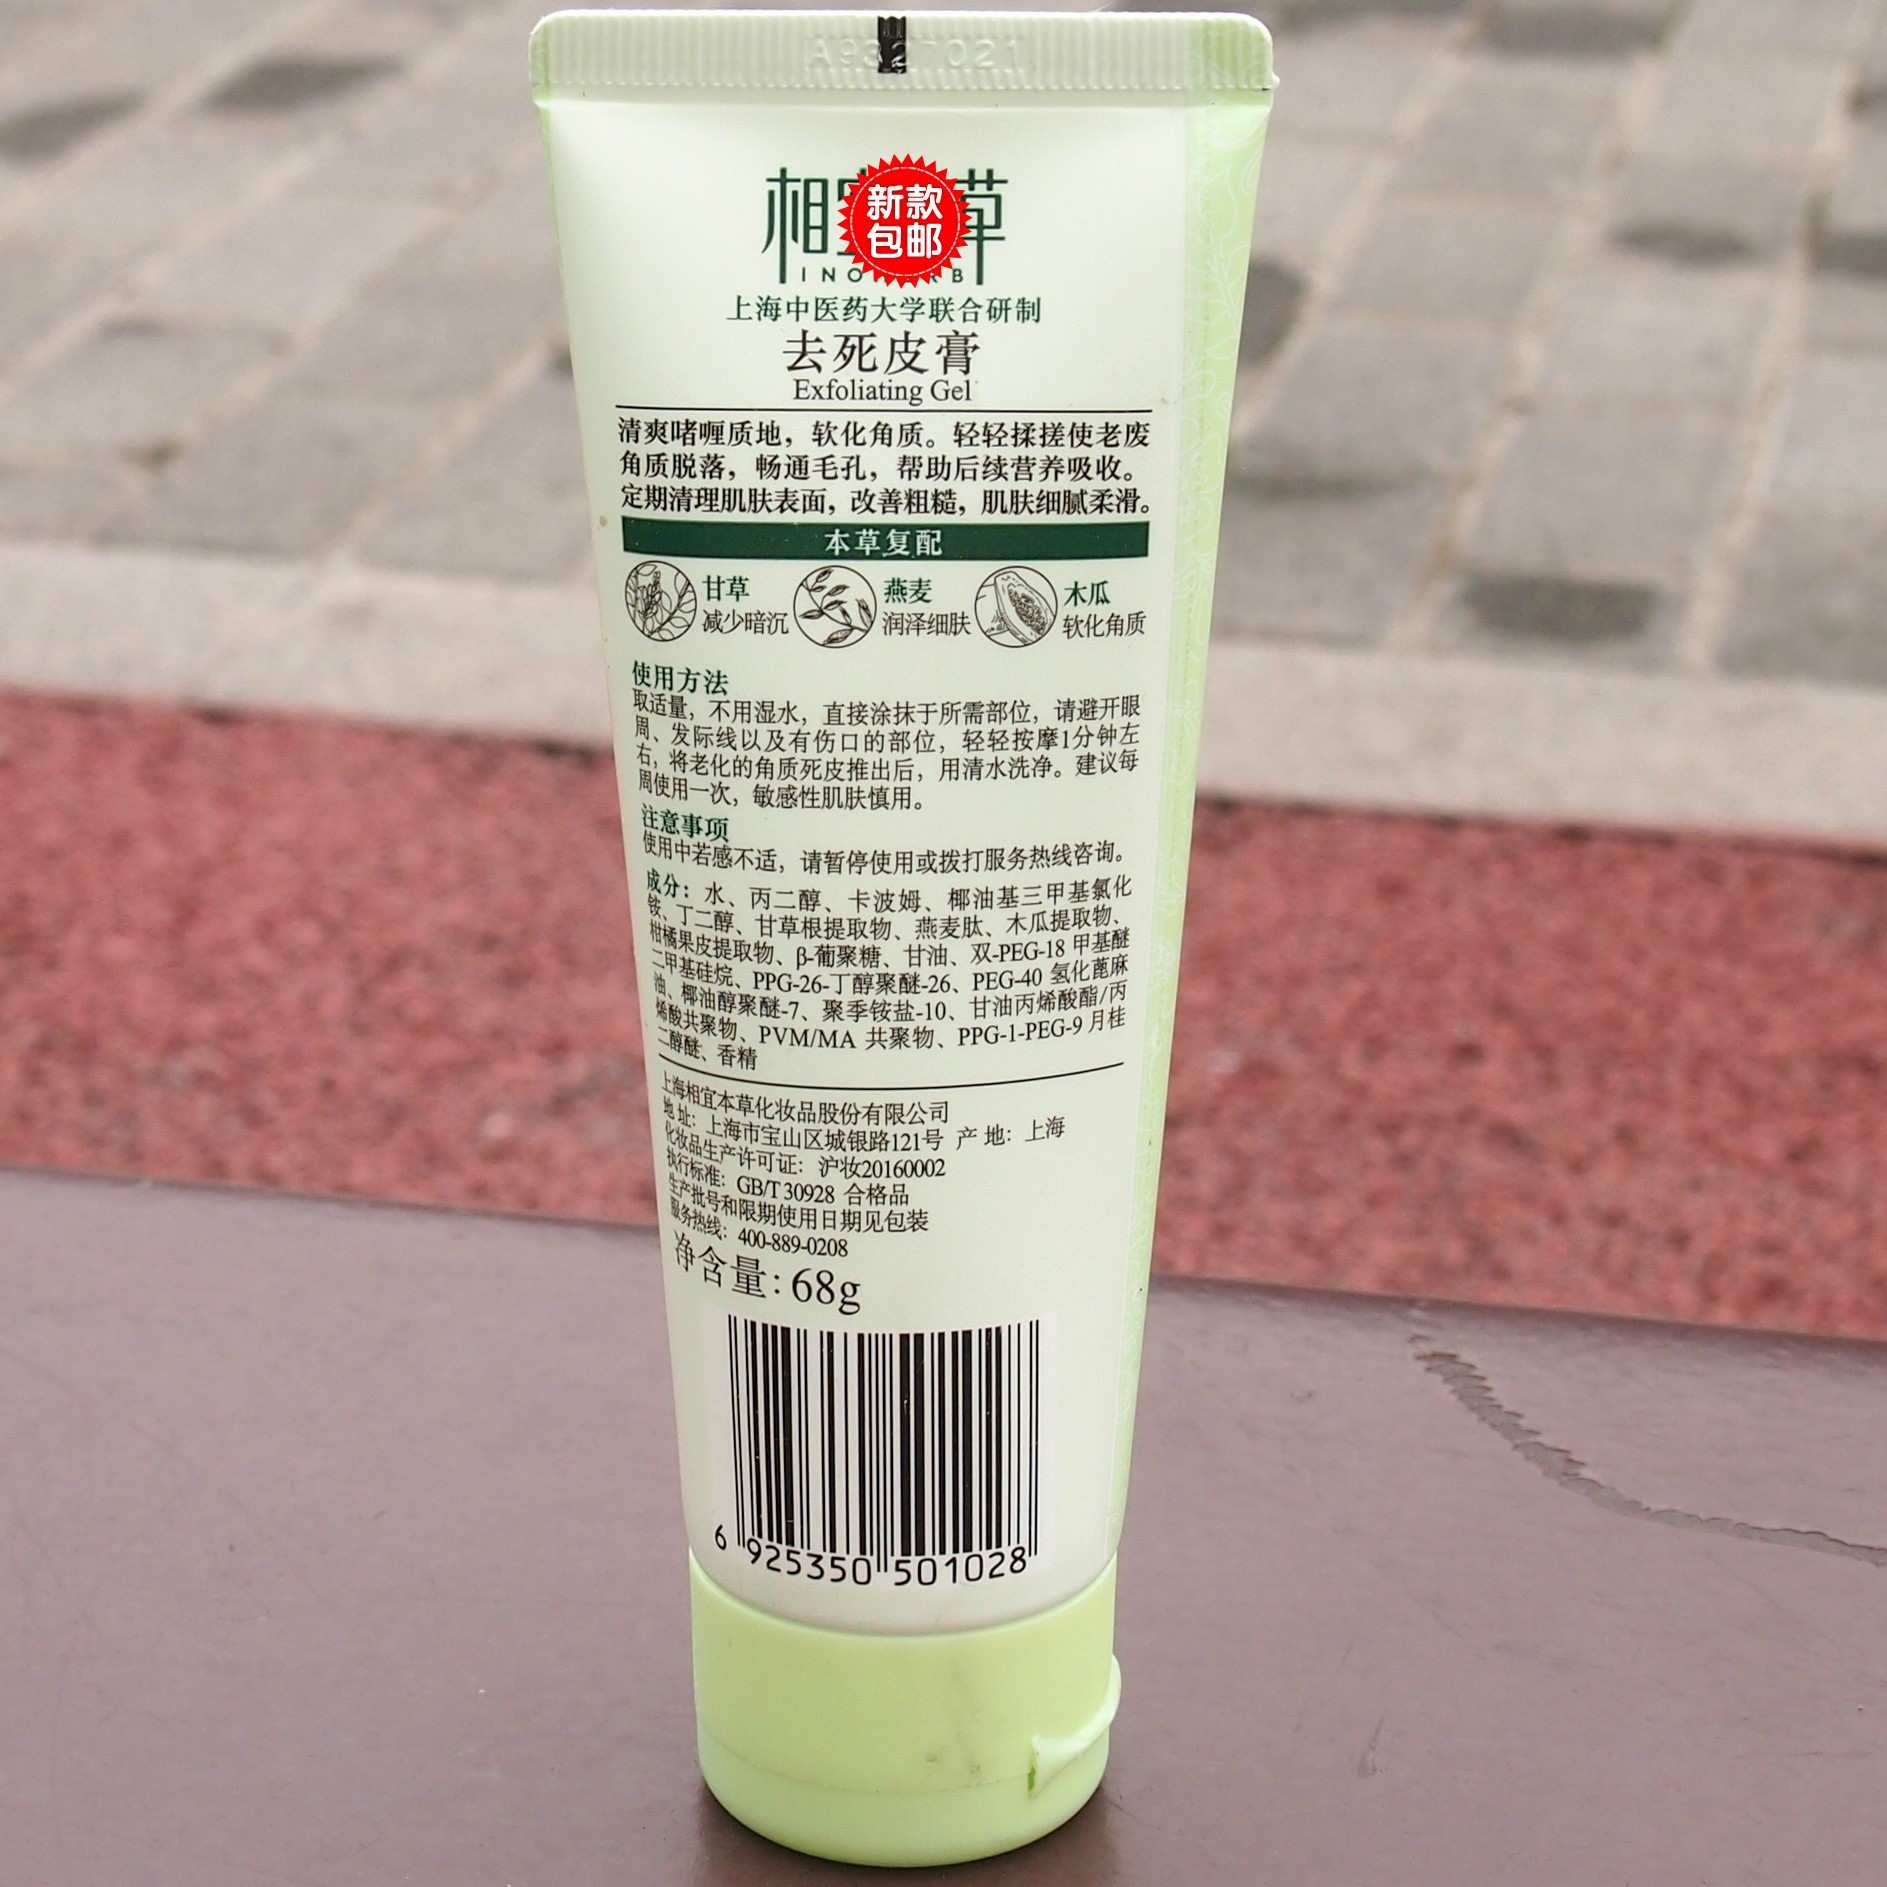 A9327021
相宜 草
新款
包邮
INOHERB
上海中医药大学联合研制
去死皮膏
Exfoliating Gel
清爽啫喱质地，软化角质。轻轻揉搓使老废
角质脱落，畅通毛孔，帮助后续营养吸收。
定期清理肌肤表面，改善粗糙，肌肤细腻柔滑。
本草复配
甘草
减少暗沉
燕麦
润泽细肤
木瓜
软化角质
使用方法
取适量，不用湿水，直接涂抹于所需部位，请避开眼
周、发际线以及有伤口的部位，轻轻按摩1分钟左
右，将老化的角质死皮推出后，用清水洗净。建议每
周使用一次，敏感性肌肤慎用。
注意事项
使用中若感不适，请暂停使用或拨打服务热线咨询。
成分：水、丙二醇、卡波姆、椰油基三甲基氯化
铵、丁二醇、甘草根提取物、燕麦肽、木瓜提取物、
柑橘果皮提取物、β-葡聚糖、甘油、双-PEG-18 甲基醚
二甲基硅烷、PPG-26-丁醇聚醚-26、PEG-40 氢化蓖麻
油、椰油醇聚醚-7、聚季铵盐-10、甘油丙烯酸酯/丙
烯酸共聚物、PVM/MA 共聚物、PPG-1-PEG-9 月桂
二醇醚、香精
上海相宜本草化妆品股份有限公司
地 址：上海市宝山区城银路121号 产 地：上海
化妆品生产许可证：沪妆20160002
执行标准：GB/T 30928 合格品
生产批号和限期使用日期见包装
服务热线：400-889-0208
净含量：68g
6 925350 501028